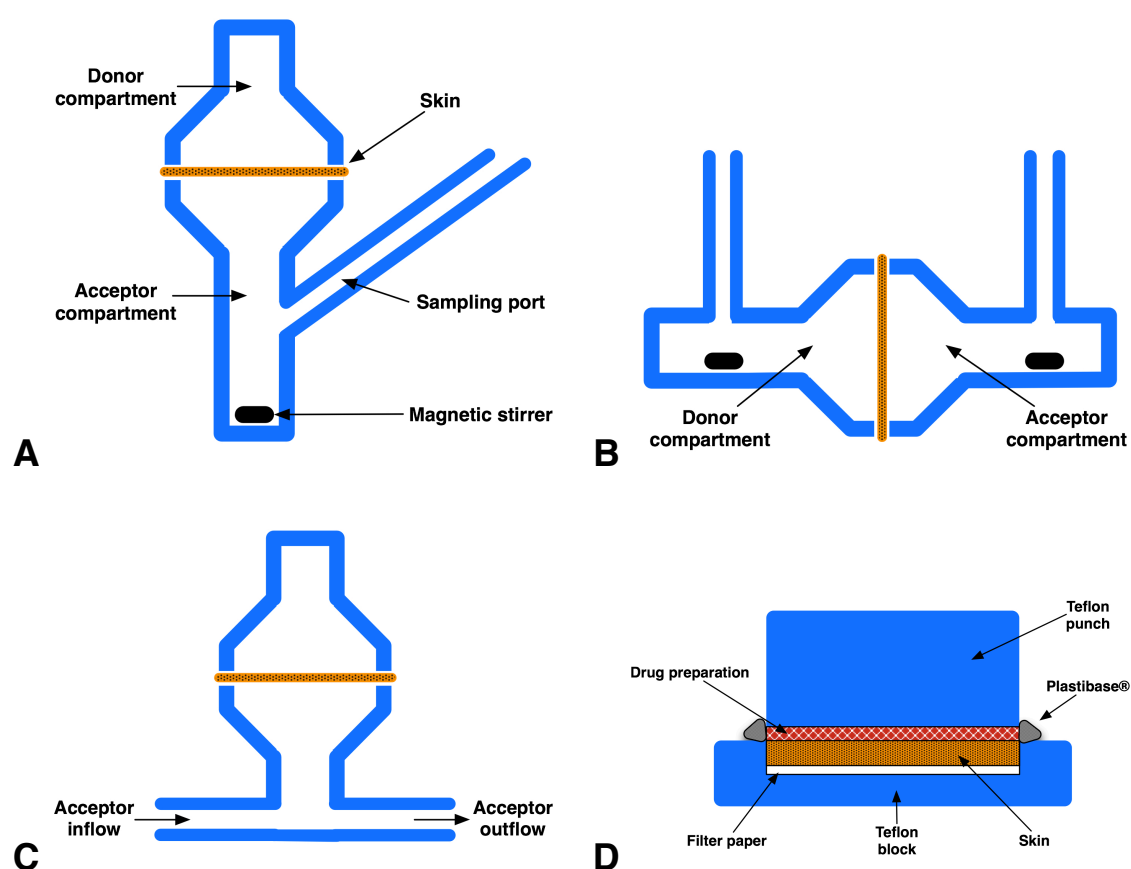 Donor
compartment
Skin
Acceptor
compartment
Sampling port
Magnetic stirrer
A
Donor
compartment
Acceptor
compartment
B
Acceptor
inflow
Acceptor
outflow
C
Teflon
punch
Drug preparation
Plastibase®
Filter paper
Teflon
block
Skin
D